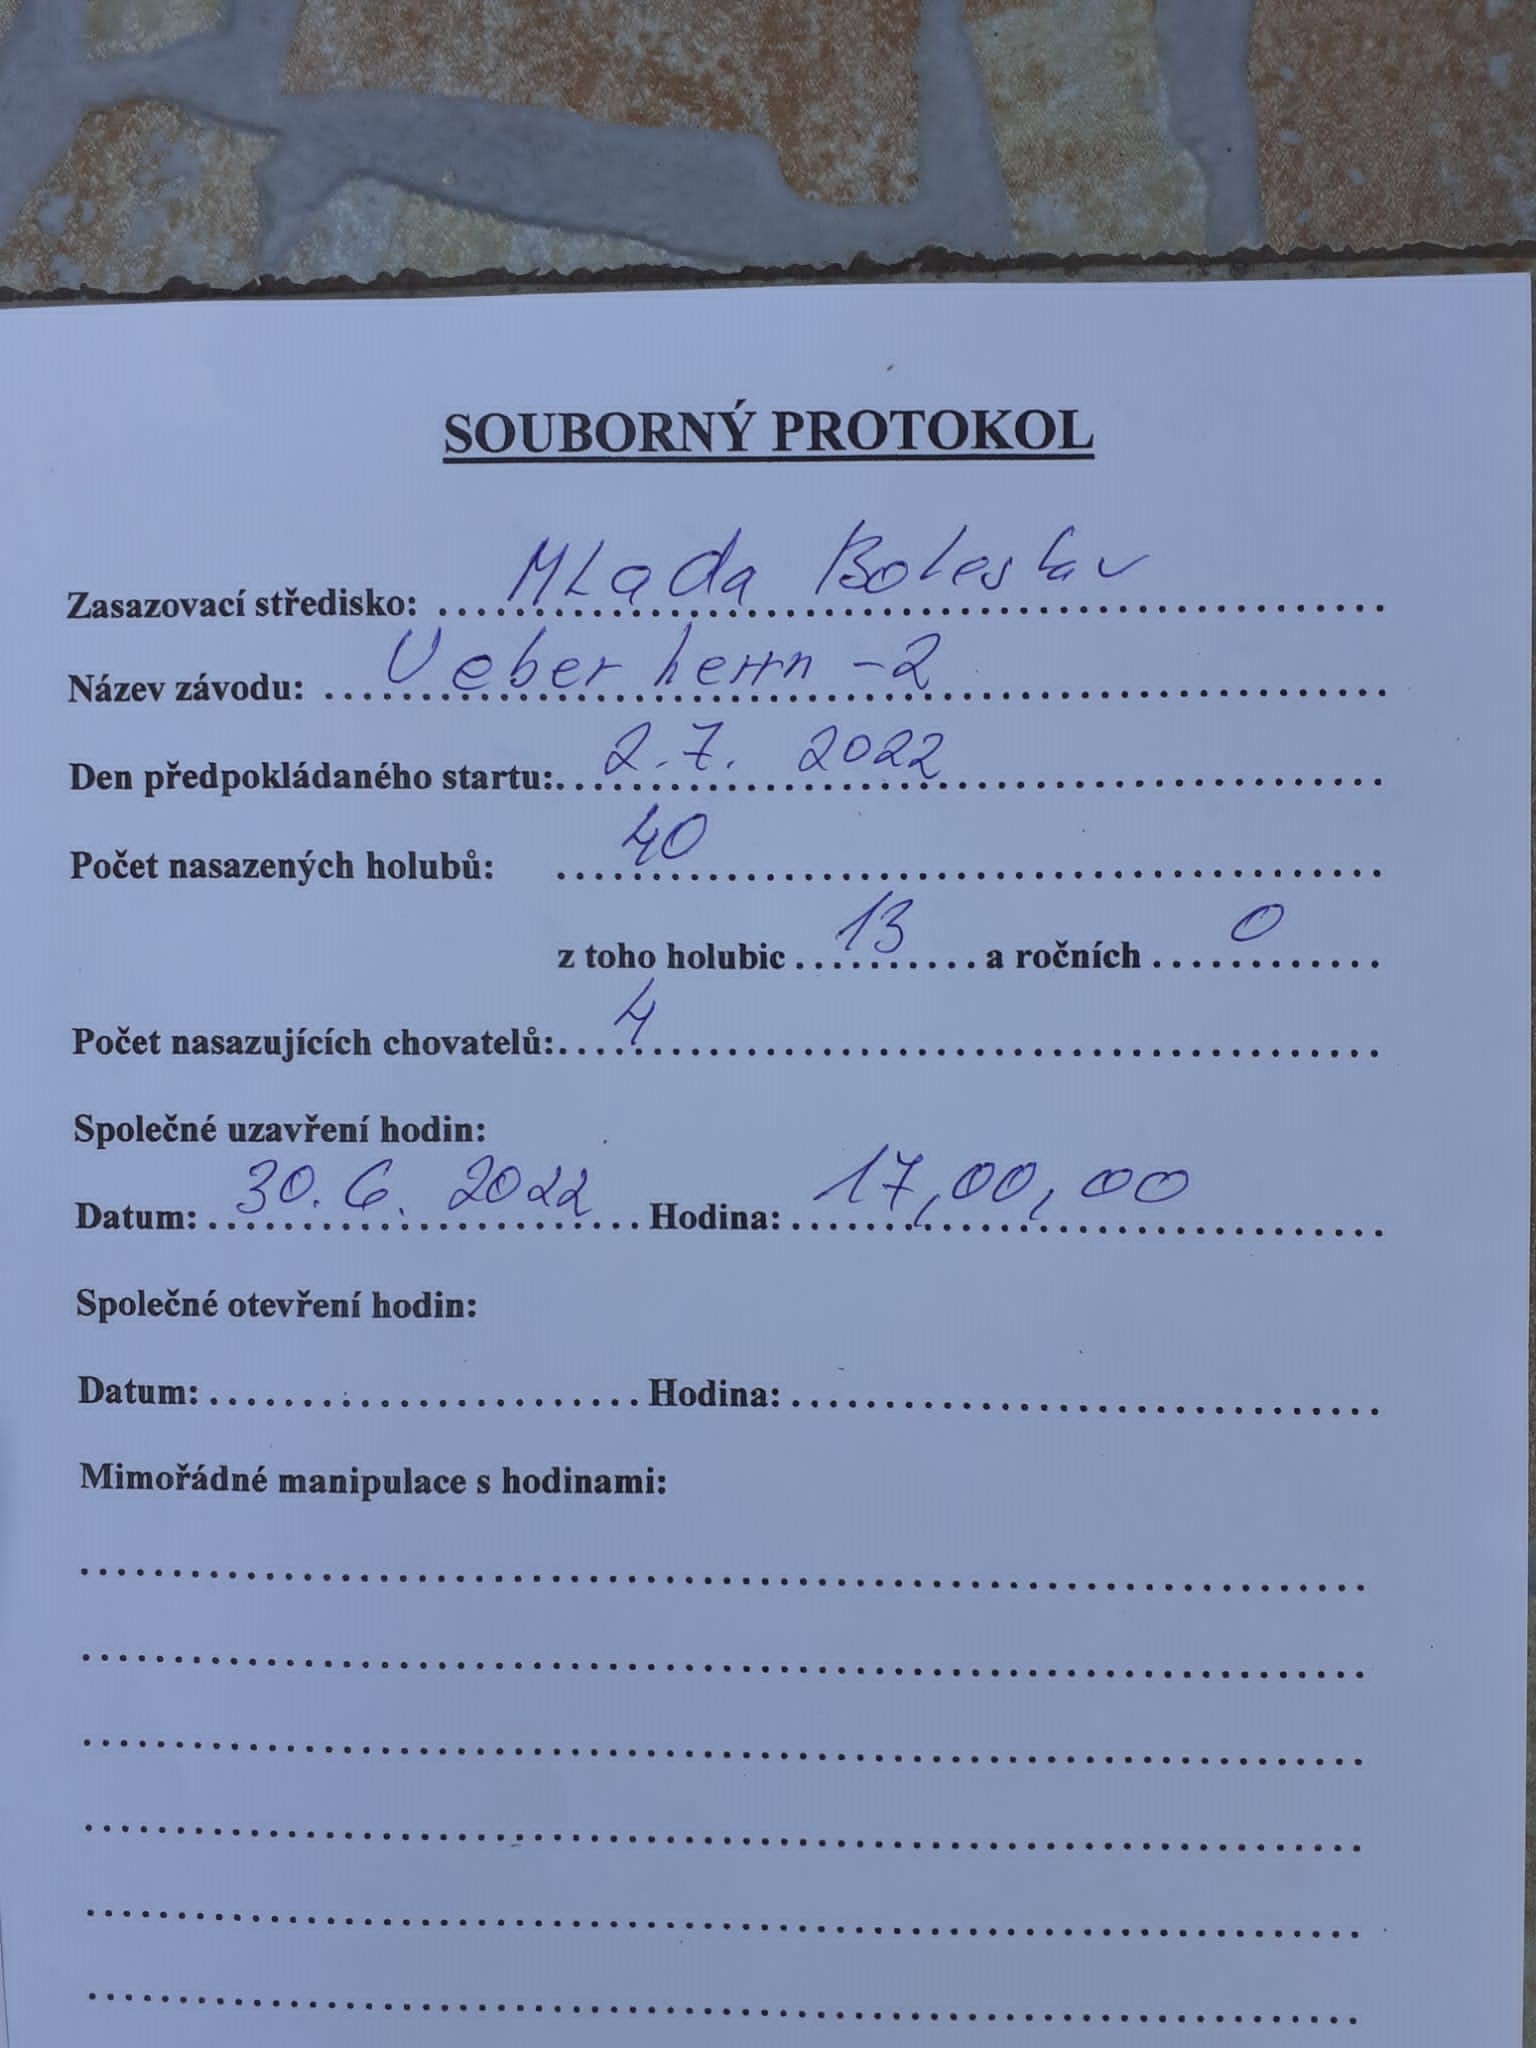 SOUBORNÝ PROTOKOL
Zasazovací středisko: Mlada Boleslav
Název závodu: Ueberherrn -2
Den předpokládaného startu: 2.7. 2022
Počet nasazených holubů: 40
z toho holubic 13 a ročních 0
Počet nasazujících chovatelů: 4
Společné uzavření hodin:
Datum: 30.6. 2022 Hodina: 17,00,00
Společné otevření hodin:
Datum: Hodina:
Mimořádné manipulace s hodinami: